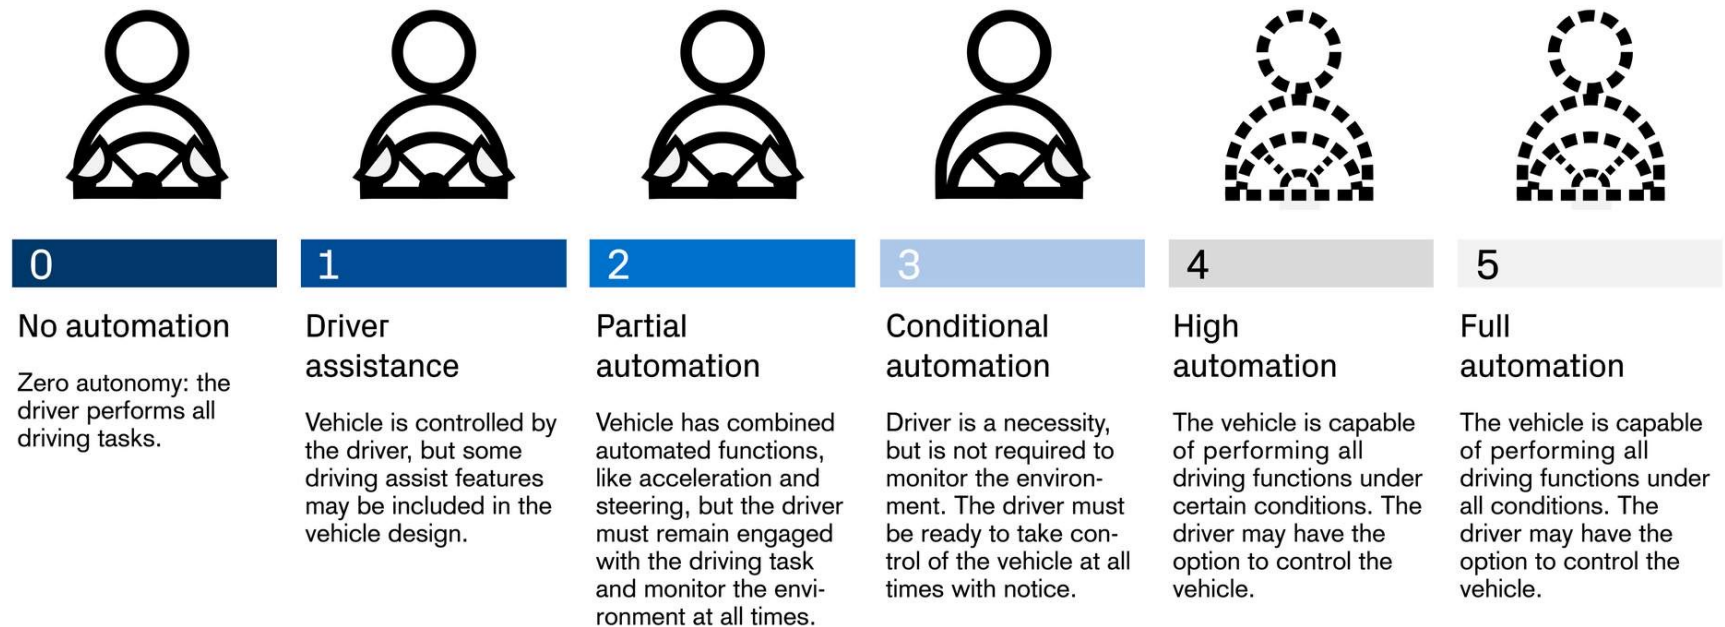 0
No automation
Zero autonomy: the
driver performs all
driving tasks.
1
Driver
assistance
Vehicle is controlled by
the driver, but some
driving assist features
may be included in the
vehicle design.
2
Partial
automation
Vehicle has combined
automated functions,
like acceleration and
steering, but the driver
must remain engaged
with the driving task
and monitor the envi-
ronment at all times.
3
Conditional
automation
Driver is a necessity,
but is not required to
monitor the environ-
ment. The driver must
be ready to take con-
trol of the vehicle at all
times with notice.
4
High
automation
The vehicle is capable
of performing all
driving functions under
certain conditions. The
driver may have the
option to control the
vehicle.
5
Full
automation
The vehicle is capable
of performing all
driving functions under
all conditions. The
driver may have the
option to control the
vehicle.